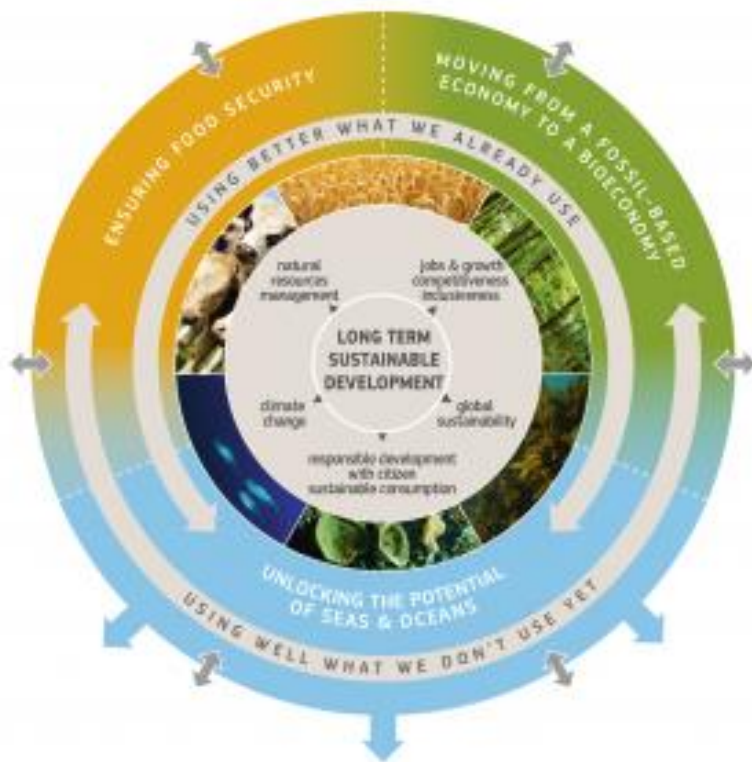 ENSURING FOOD SECURITY
MOVING FROM A FOSSIL-BASED
ECONOMY TO A BIOECONOMY
USING BETTER WHAT WE ALREADY USE
natural
resources
management
jobs & growth
competitiveness
inclusiveness
LONG TERM
SUSTAINABLE
DEVELOPMENT
climate
change
global
sustainability
responsible development
with citizen
sustainable consumption
UNLOCKING THE POTENTIAL
OF SEAS & OCEANS
USING WELL WHAT WE DON'T USE YET